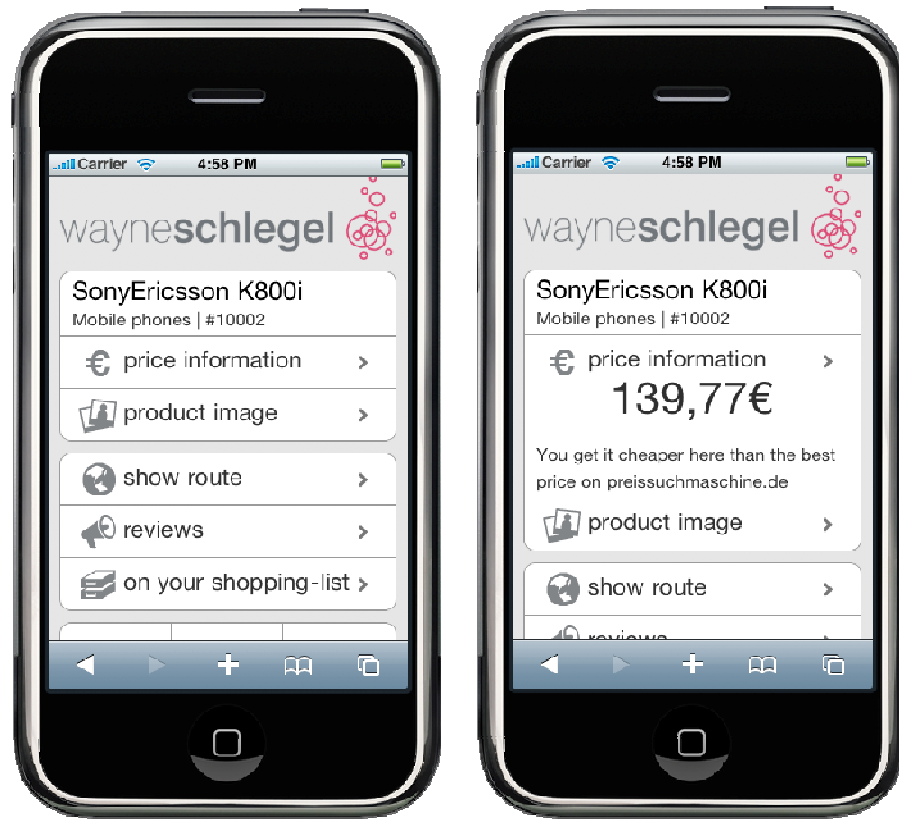 Carrier 4:58 PM
wayneschlegel
SonyEricsson K800i
Mobile phones | #10002
€ price information
product image
show route
reviews
on your shopping-list
Carrier 4:58 PM
wayneschlegel
SonyEricsson K800i
Mobile phones | #10002
€ price information
139,77€
You get it cheaper here than the best
price on preissuchmaschine.de
product image
show route
reviews